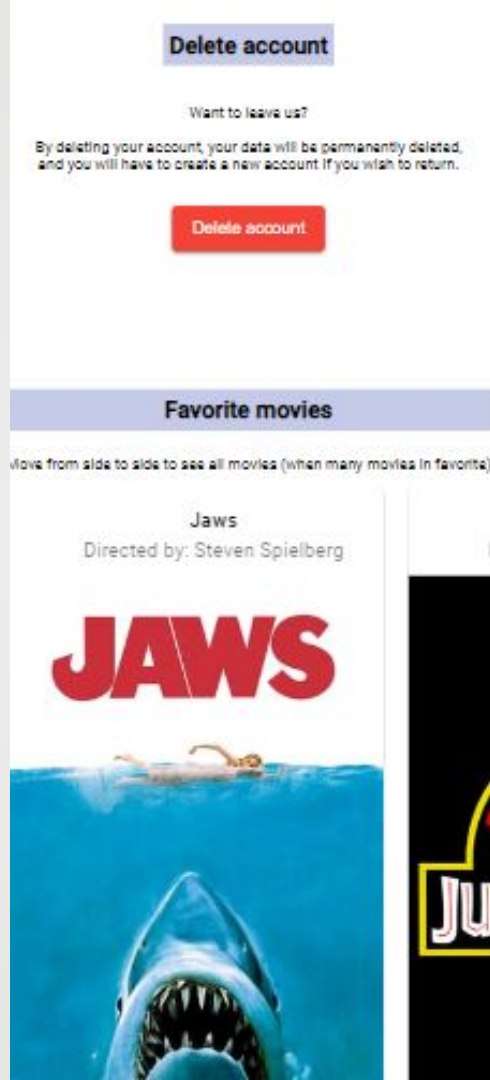 Delete account
Want to leave us?
By deleting your account, your data will be permanently deleted,
and you will have to create a new account if you wish to return.
Delete account
Favorite movies
Move from side to side to see all movies (when many movies in favorite)
Jaws
Directed by: Steven Spielberg
JAWS
Ju